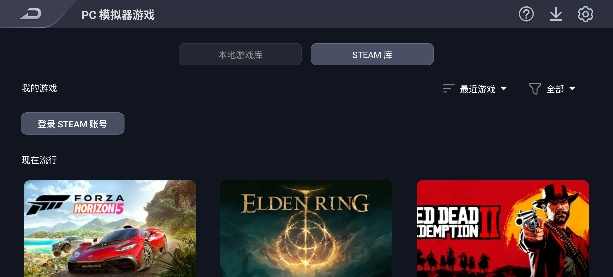 PC 模拟器游戏
本地游戏库
STEAM 库
我的游戏
最近游戏
全部
登录 STEAM 账号
现在流行
FORZA
HORIZON 5
ELDEN RING
RED DEAD
REDEMPTION II